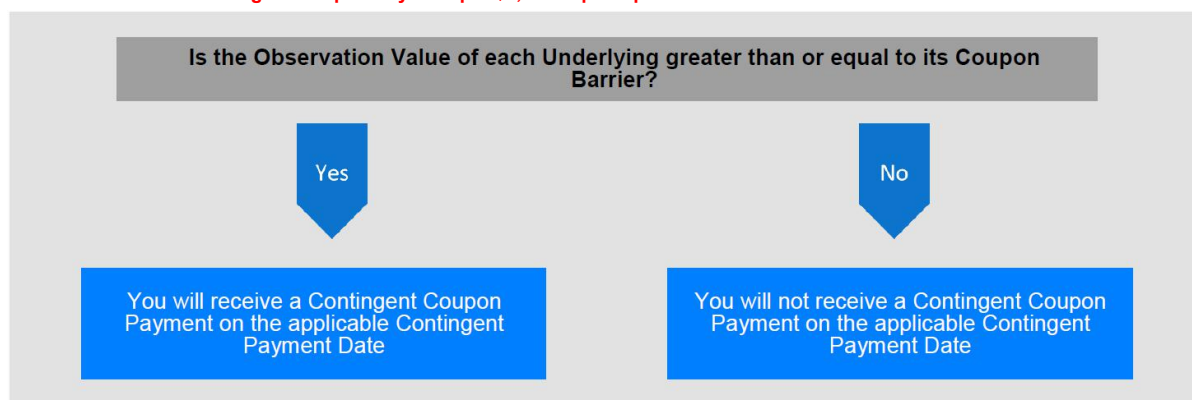 Is the Observation Value of each Underlying greater than or equal to its Coupon
Barrier?
Yes
No
You will receive a Contingent Coupon
Payment on the applicable Contingent
Payment Date
You will not receive a Contingent Coupon
Payment on the applicable Contingent
Payment Date